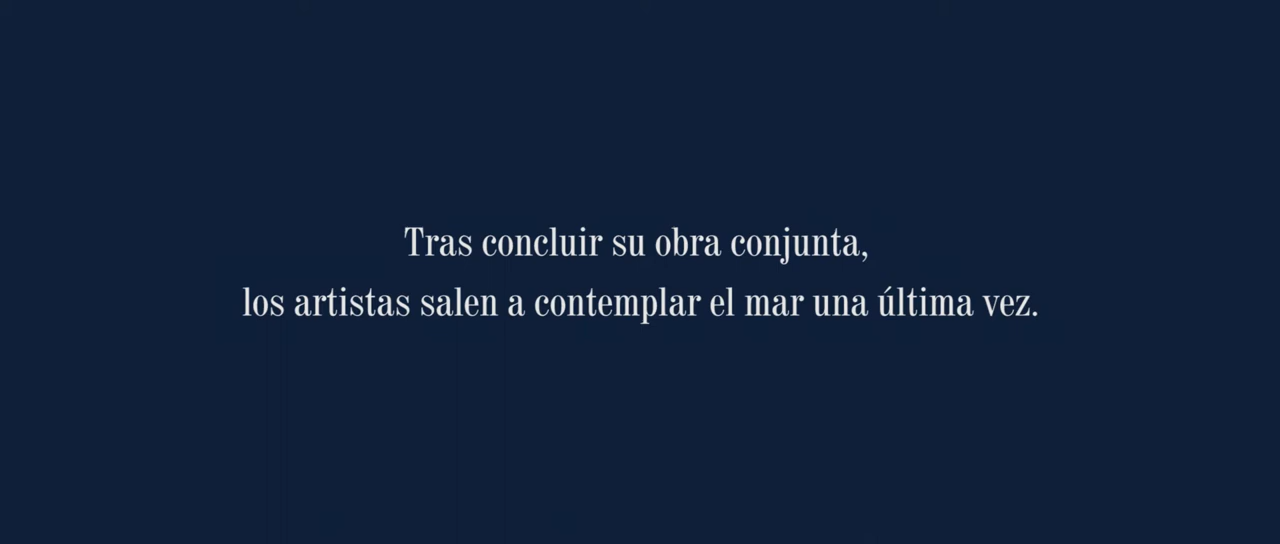 Tras concluir su obra conjunta,
los artistas salen a contemplar el mar una última vez.